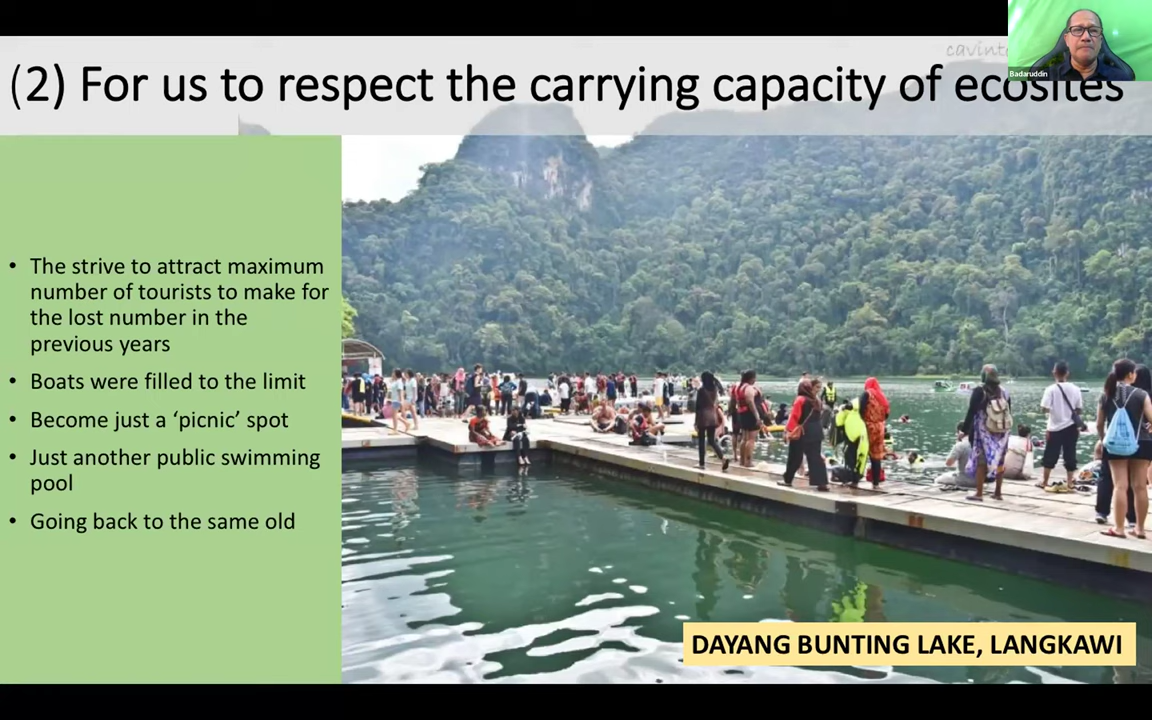 Badaruddin
(2) For us to respect the carrying capacity of ecosites
• The strive to attract maximum
number of tourists to make for
the lost number in the
previous years
• Boats were filled to the limit
• Become just a ‘picnic’ spot
• Just another public swimming
pool
• Going back to the same old
DAYANG BUNTING LAKE, LANGKAWI